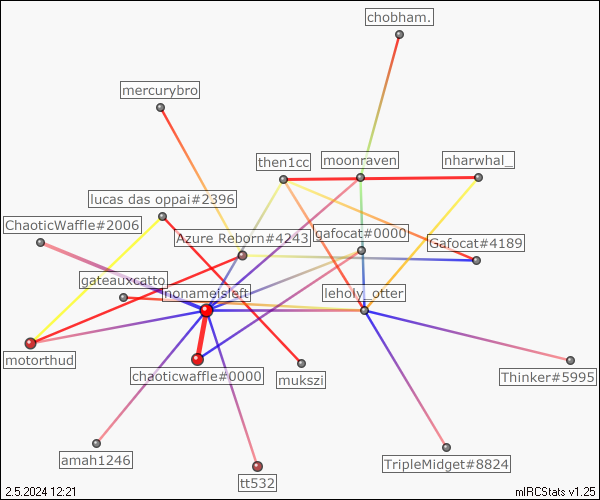 chobham.
mercurybro
then1cc
moonraven
nharwhal_
lucas das oppai#2396
ChaoticWaffle#2006
Azure Reborn#4243
gafocat#0000
Gafocat#4189
gateauxcatto
nonameisleft
leholy_otter
motorthud
chaoticwaffle#0000
mukszi
Thinker#5995
amah1246
TripleMidget#8824
tt532
2.5.2024 12:21
mIRCStats v1.25